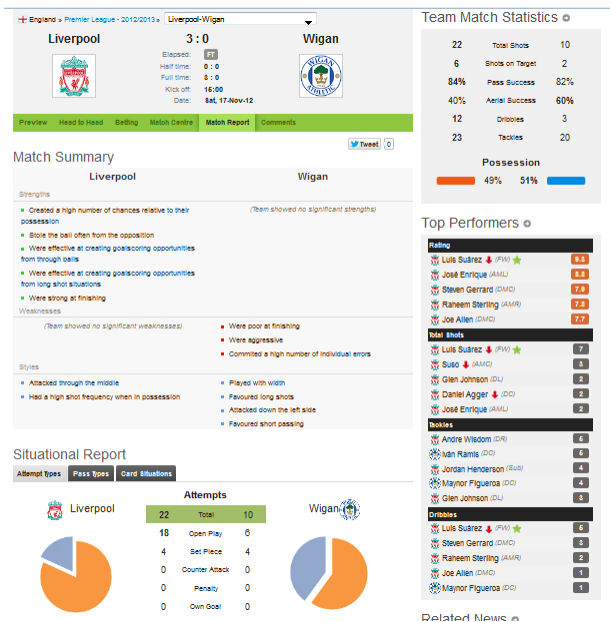 England » Premier League - 2012/2013 » Liverpool-Wigan
Liverpool 3 : 0 Wigan
Elapsed: FT
Half time: 0 : 0
Full time: 3 : 0
Kick off: 15:00
Date: Sat, 17-Nov-12
Preview Head to Head Betting Match Centre Match Report Comments
Tweet 0
Match Summary
Liverpool Wigan
Strengths
Created a high number of chances relative to their
possession
Stole the ball often from the opposition
Were effective at creating goalscoring opportunities
from through balls
Were effective at creating goalscoring opportunities
from long shot situations
Were strong at finishing
(Team showed no significant strengths)
Weaknesses
(Team showed no significant weaknesses)
Were poor at finishing
Were aggressive
Commited a high number of individual errors
Styles
Attacked through the middle
Had a high shot frequency when in possession
Played with width
Favoured long shots
Attacked down the left side
Favoured short passing
Situational Report
Attempt Types Pass Types Card Situations
Attempts
Liverpool Wigan
22 Total 10
18 Open Play 6
4 Set Piece 4
0 Counter Attack 0
0 Penalty 0
0 Own Goal 0
Team Match Statistics
22 Total Shots 10
6 Shots on Target 2
84% Pass Success 82%
40% Aerial Success 60%
12 Dribbles 3
23 Tackles 20
Possession
49% 51%
Top Performers
Rating
Luis Suárez (FW)
José Enrique (AML)
Steven Gerrard (DMC) 7.9
Raheem Sterling (AMR)
Joe Allen (DMC) 7.7
Total Shots
Luis Suárez (FW) 7
Suso (AMC) 3
Glen Johnson (DL) 2
Daniel Agger (DC) 2
José Enrique (AML) 2
Tackles
Andre Wisdom (DR)
Iván Ramis (DC)
Jordan Henderson (Sub) 4
Maynor Figueroa (DC) 4
Glen Johnson (DL) 3
Dribbles
Luis Suárez (FW)
Steven Gerrard (DMC) 3
Raheem Sterling (AMR) 2
Joe Allen (DMC) 1
Maynor Figueroa (DC) 1
Related News